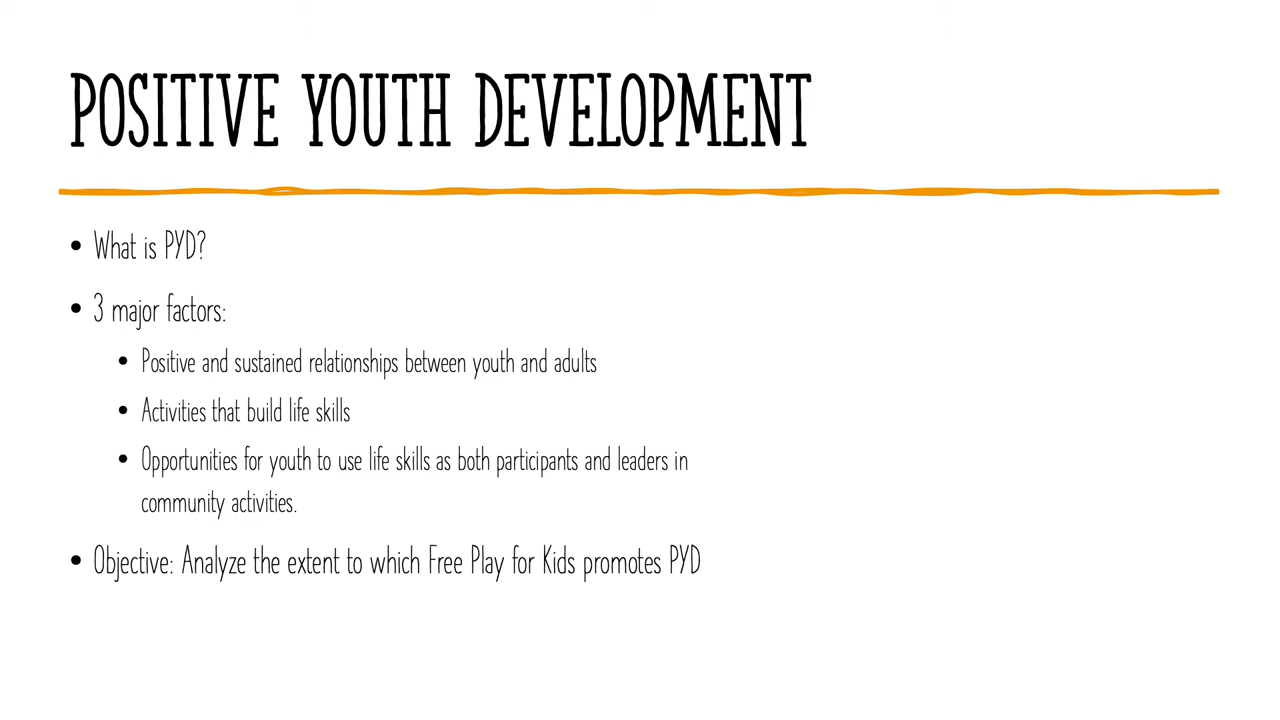 POSITIVE YOUTH DEVELOPMENT
• What is PYD?
• 3 major factors:
• Positive and sustained relationships between youth and adults
• Activities that build life skills
• Opportunities for youth to use life skills as both participants and leaders in
community activities.
• Objective: Analyze the extent to which Free Play for Kids promotes PYD